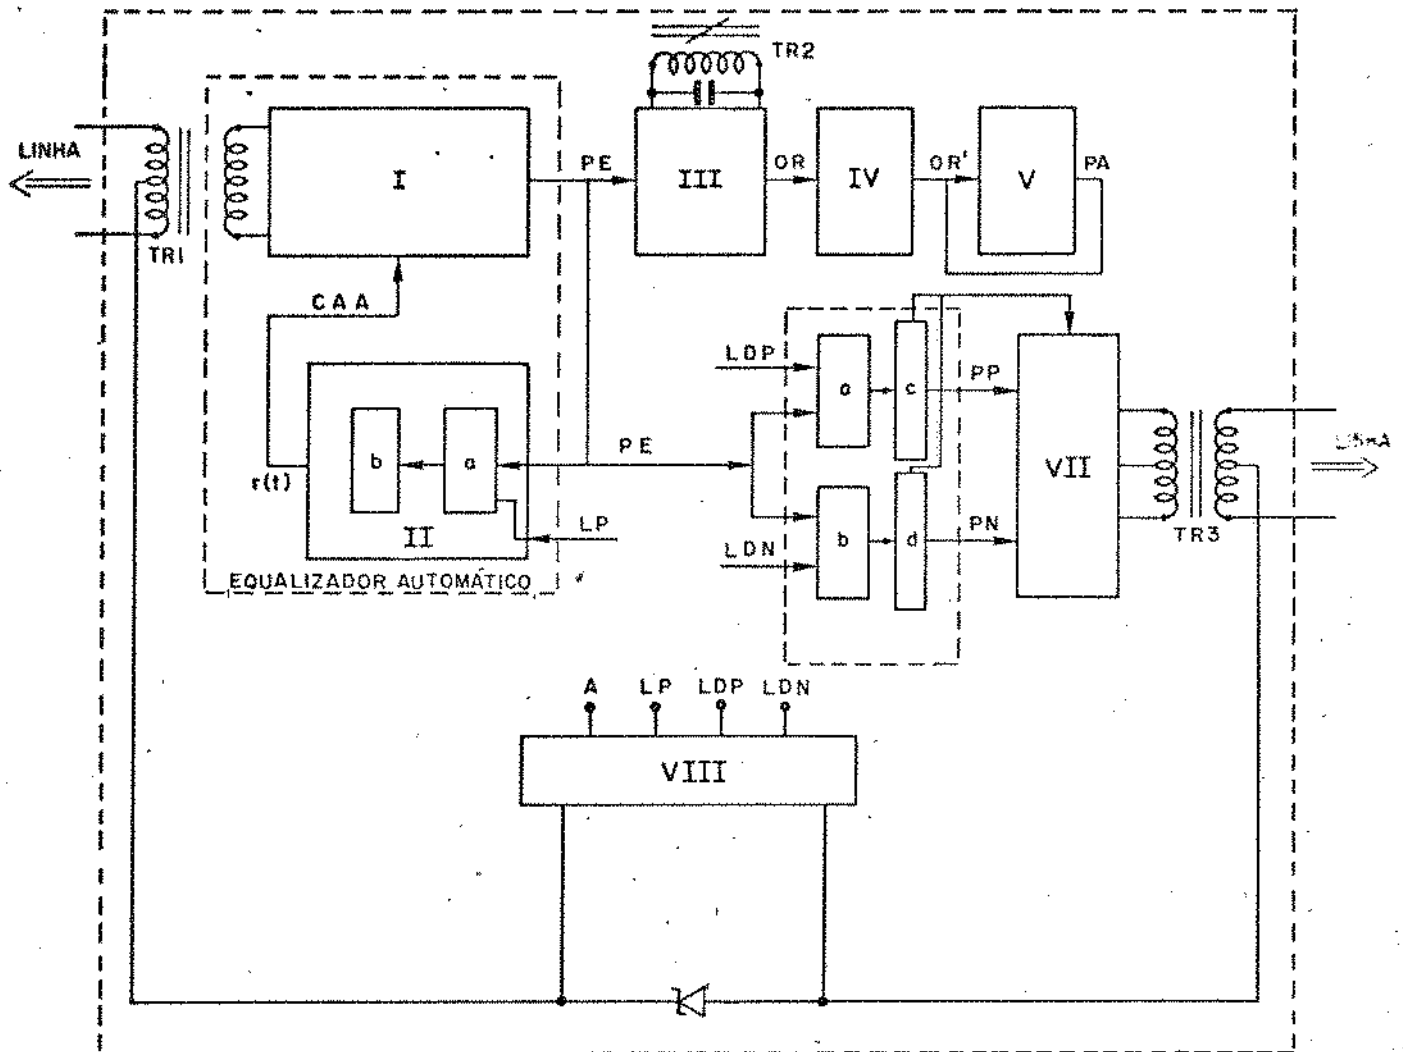 TR2
LINHA
I
PE
III
OR
IV
OR'
V
PA
TR1
CAA
LDP
a
c
PP
b
a
PE
VII
LINHA
r(t)
II
LP
b
d
PN
TR3
LDN
EQUALIZADOR AUTOMÁTICO
A
LP
LDP
LDN
VIII